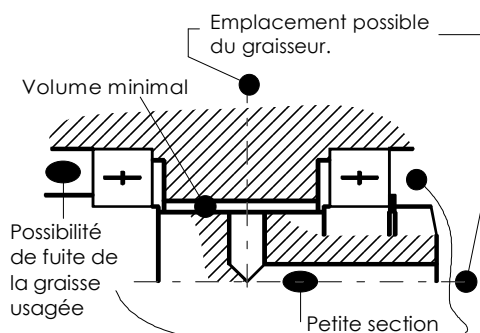 Emplacement possible
du graisseur.
Volume minimal
Possibilité
de fuite de
la graisse
usagée
Petite section